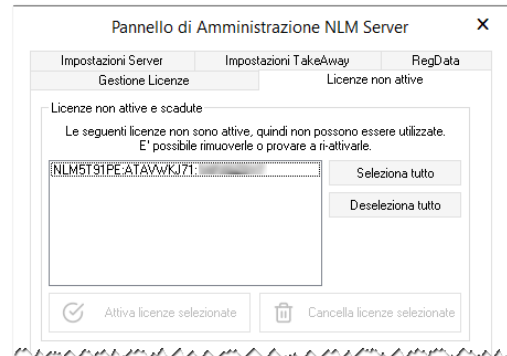 Pannello di Amministrazione NLM Server
Impostazioni Server
Impostazioni TakeAway
RegData
Gestione Licenze
Licenze non attive
Licenze non attive e scadute
Le seguenti licenze non sono attive, quindi non possono essere utilizzate.
E' possibile rimuoverle o provare a ri-attivarle.
NLM5T91PE:ATAVWKJ71:
Seleziona tutto
Deseleziona tutto
Attiva licenze selezionate
Cancella licenze selezionate